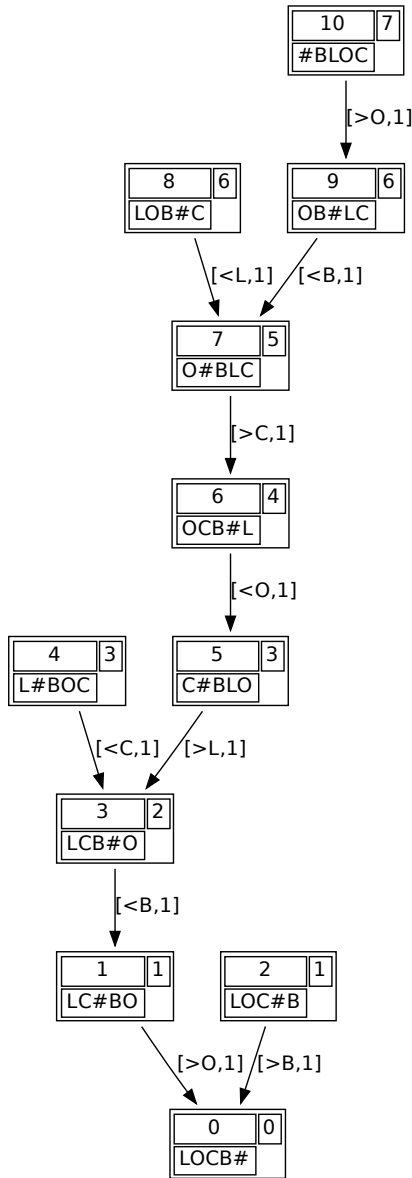 10 7
#BLOC
[>O,1]
8 6
LOB#C
9 6
OB#LC
[<L,1]
[<B,1]
7 5
O#BLC
[>C,1]
6 4
OCB#L
[<O,1]
4 3
L#BOC
5 3
C#BLO
[<C,1]
[>L,1]
3 2
LCB#O
[<B,1]
1 1
LC#BO
2 1
LOC#B
[>O,1]
[>B,1]
0 0
LOCB#